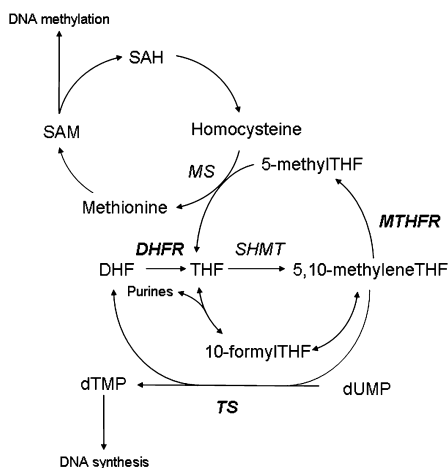 DNA methylation
SAH
SAM
Homocysteine
MS
5-methylTHF
Methionine
MTHFR
DHFR
SHMT
DHF
THF
5,10-methyleneTHF
Purines
10-formylTHF
dTMP
dUMP
TS
DNA synthesis